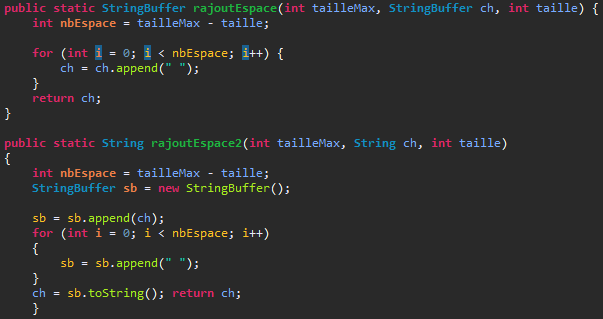 public static StringBuffer rajoutEspace(int tailleMax, StringBuffer ch, int taille) {
    int nbEspace = tailleMax - taille;

    for (int i = 0; i < nbEspace; i++) {
        ch = ch.append(" ");
    }
    return ch;
}

public static String rajoutEspace2(int tailleMax, String ch, int taille)
{
    int nbEspace = tailleMax - taille;
    StringBuffer sb = new StringBuffer();

    sb = sb.append(ch);
    for (int i = 0; i < nbEspace; i++)
    {
        sb = sb.append(" ");
    }
    ch = sb.toString(); return ch;
    }